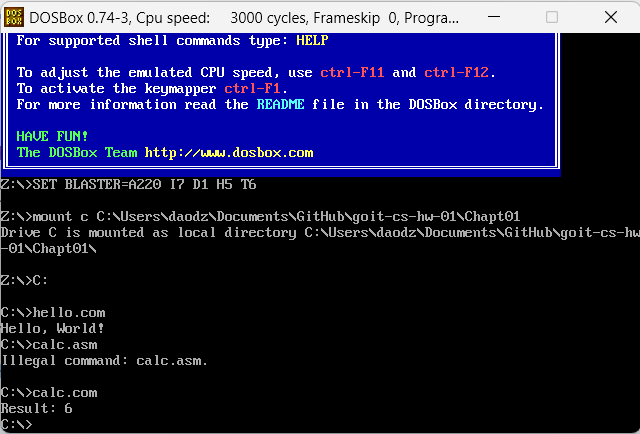 DOS
BOX
DOSBox 0.74-3, Cpu speed:    3000 cycles, Frameskip  0, Progra...
For supported shell commands type: HELP
To adjust the emulated CPU speed, use ctrl-F11 and ctrl-F12.
To activate the keymapper ctrl-F1.
For more information read the README file in the DOSBox directory.
HAVE FUN!
The DOSBox Team http://www.dosbox.com
Z:\>SET BLASTER=A220 I7 D1 H5 T6
Z:\>mount c C:\Users\daodz\Documents\GitHub\goit-cs-hw-01\Chapt01
Drive C is mounted as local directory C:\Users\daodz\Documents\GitHub\goit-cs-hw
-01\Chapt01\
Z:\>C:
C:\>hello.com
Hello, World!
C:\>calc.asm
Illegal command: calc.asm.
C:\>calc.com
Result: 6
C:\>